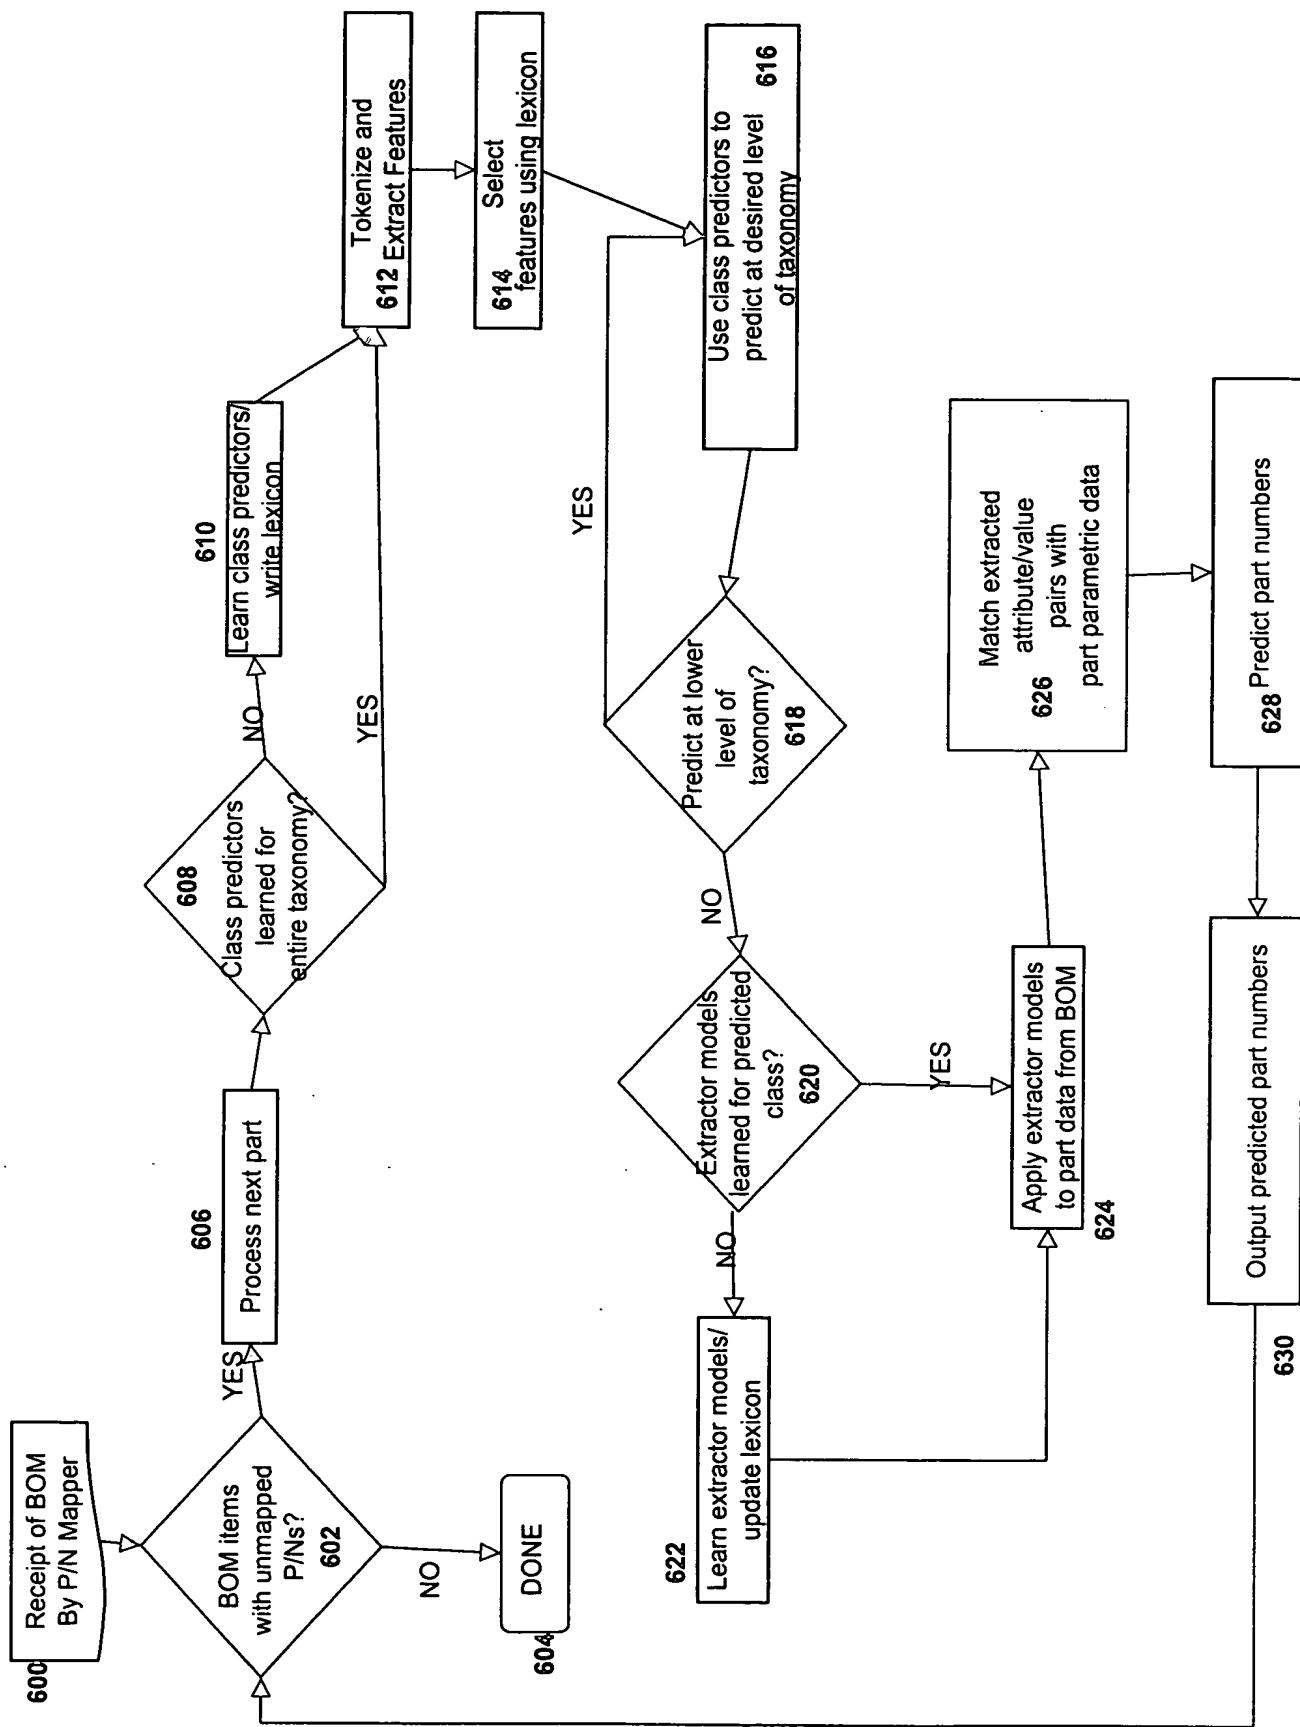 600
Receipt of BOM
By P/N Mapper
BOM items
with unmapped
P/Ns?
602
YES
NO
DONE
604
606
Process next part
608
Class predictors
learned for
entire taxonomy?
NO
YES
610
Learn class predictors/
write lexicon
Tokenize and
612 Extract Features
Select
614
features using lexicon
Use class predictors to
predict at desired level
of taxonomy
616
YES
Predict at lower
level of
taxonomy?
618
NO
Extractor models
learned for predicted
class?
620
NO
YES
622
Learn extractor models/
update lexicon
Apply extractor models
to part data from BOM
624
Match extracted
attribute/value
626 pairs with
part parametric data
628 Predict part numbers
Output predicted part numbers
630